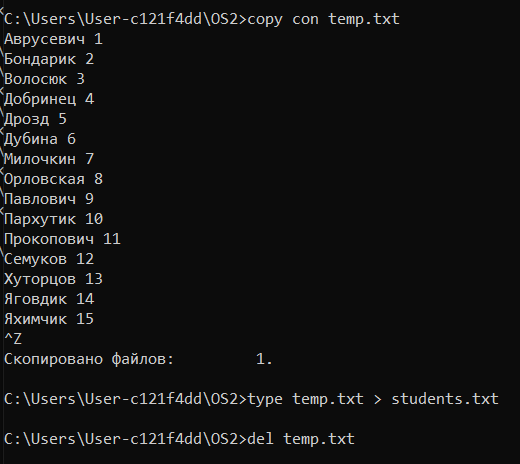 C:\Users\User-c121f4dd\OS2>copy con temp.txt
Аврусевич 1
Бондарик 2
Волосюк 3
Добринец 4
Дрозд 5
Дубина 6
Милочкин 7
Орловская 8
Павлович 9
Пархутик 10
Прокопович 11
Семуков 12
Хуторцов 13
Яговдик 14
Яхимчик 15
^Z
Скопировано файлов:         1.
C:\Users\User-c121f4dd\OS2>type temp.txt > students.txt
C:\Users\User-c121f4dd\OS2>del temp.txt